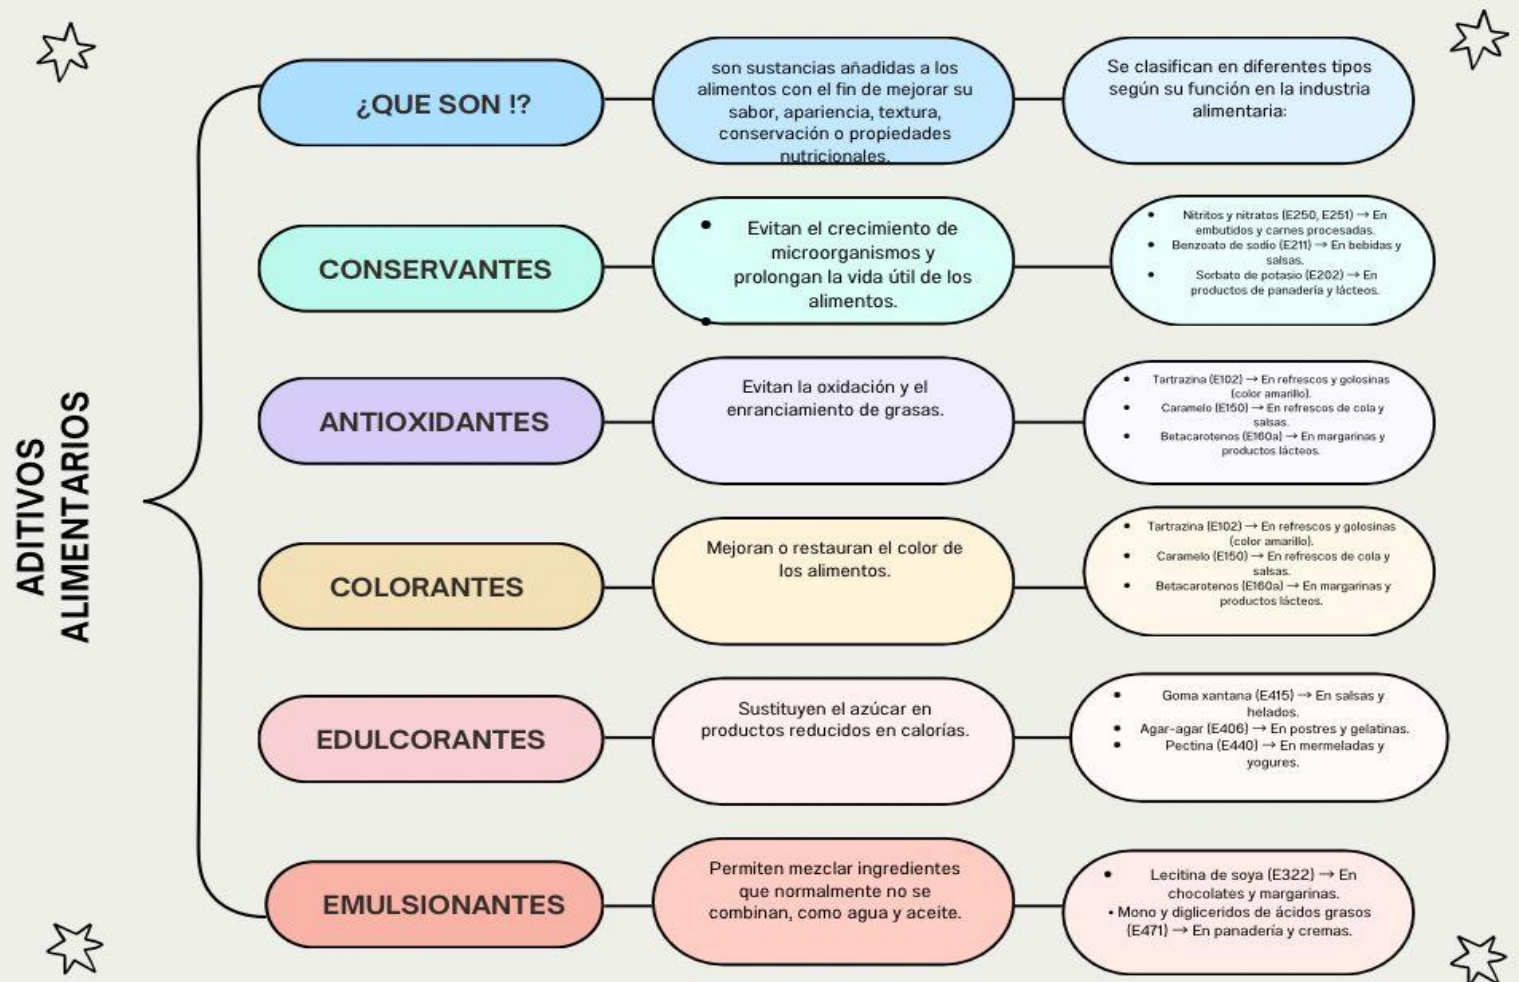 ADITIVOS
ALIMENTARIOS
¿QUE SON !?
son sustancias añadidas a los
alimentos con el fin de mejorar su
sabor, apariencia, textura,
conservación o propiedades
nutricionales.
Se clasifican en diferentes tipos
según su función en la industria
alimentaria:
CONSERVANTES
• Evitan el crecimiento de
microorganismos y
prolongan la vida útil de los
alimentos.
•
• Nitritos y nitratos (E250, E251) → En
embutidos y carnes procesadas.
• Benzoato de sodio (E211) → En bebidas y
salsas.
• Sorbato de potasio (E202) → En
productos de panadería y lácteos.
ANTIOXIDANTES
Evitan la oxidación y el
enranciamiento de grasas.
• Tartrazina (E102) → En refrescos y golosinas
(color amarillo).
• Caramelo (E150) → En refrescos de cola y
salsas.
• Betacarotenos (E160a) → En margarinas y
productos lácteos.
COLORANTES
Mejoran o restauran el color de
los alimentos.
• Tartrazina (E102) → En refrescos y golosinas
(color amarillo).
• Caramelo (E150) → En refrescos de cola y
salsas.
• Betacarotenos (E160a) → En margarinas y
productos lácteos.
EDULCORANTES
Sustituyen el azúcar en
productos reducidos en calorías.
• Goma xantana (E415) → En salsas y
helados.
• Agar-agar (E406) → En postres y gelatinas.
• Pectina (E440) → En mermeladas y
yogures.
EMULSIONANTES
Permiten mezclar ingredientes
que normalmente no se
combinan, como agua y aceite.
• Lecitina de soya (E322) → En
chocolates y margarinas.
• Mono y digliceridos de ácidos grasos
(E471) → En panadería y cremas.